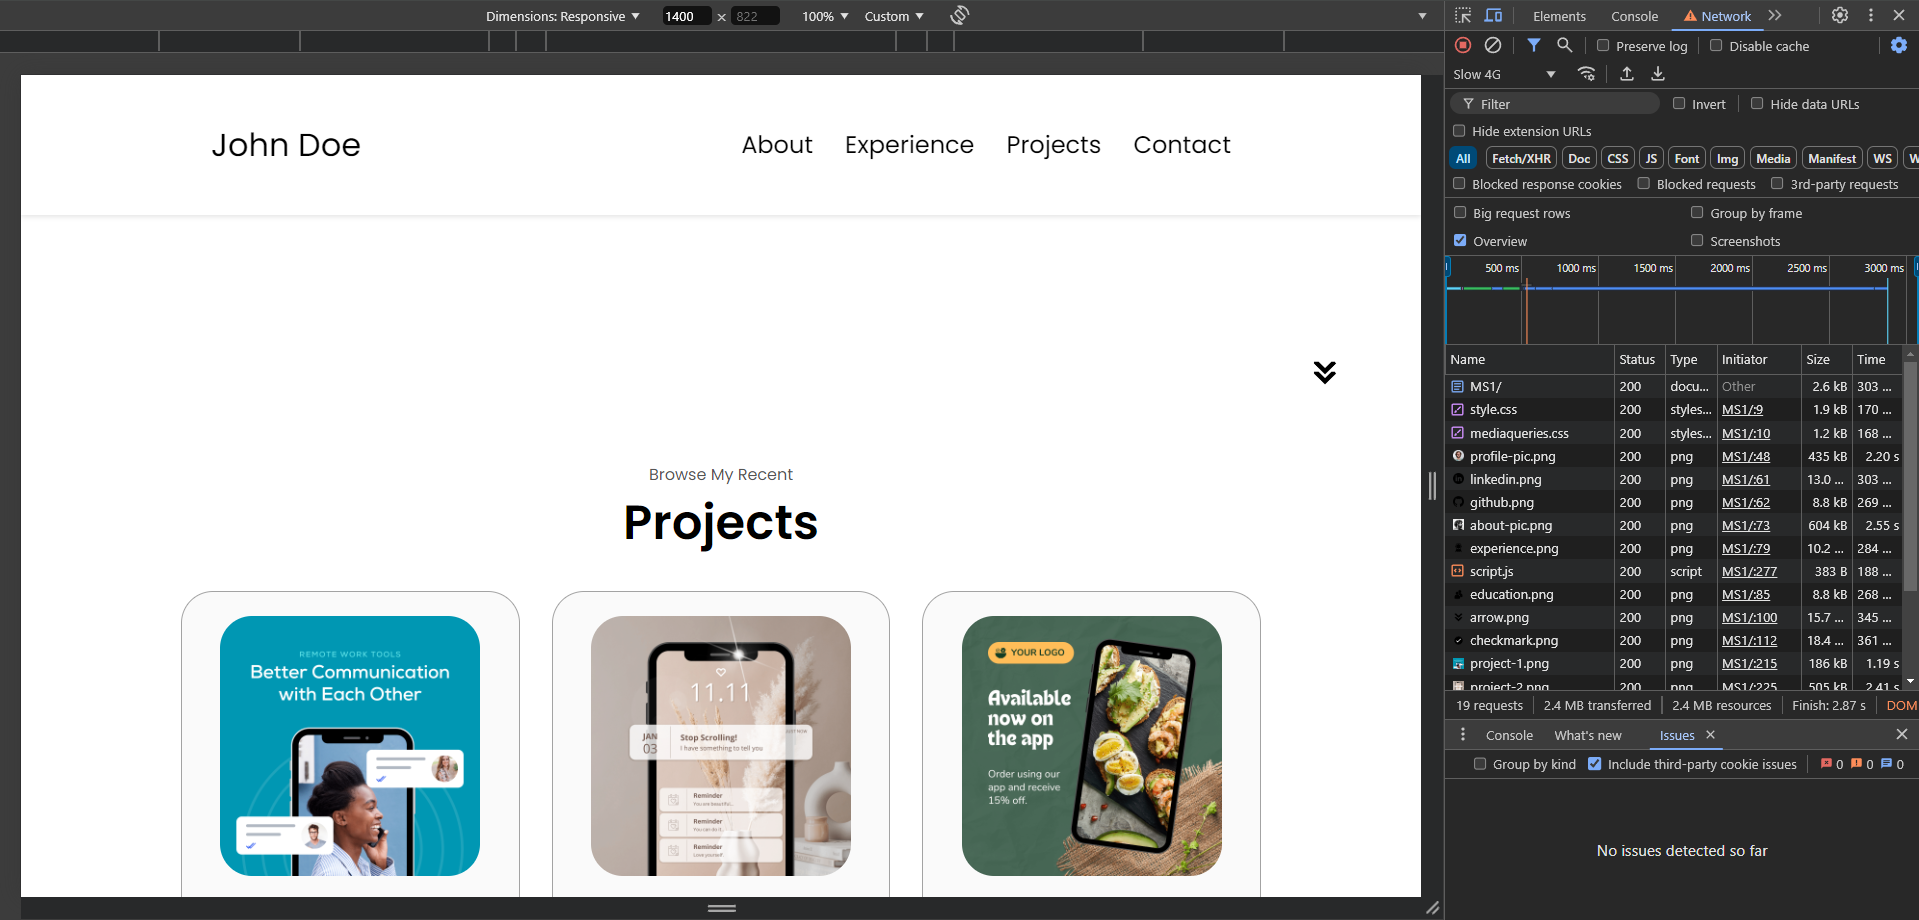 Dimensions: Responsive 1400 × 822 100% Custom
John Doe
About Experience Projects Contact
Browse My Recent
Projects
REMOTE WORK TOOLS
Better Communication
with Each Other
11.11
JAN
03
Stop Scrolling!
I have something to tell you
JUST NOW
Reminder
You are beautiful...
Reminder
You can do it...
Reminder
Love yourself
YOUR LOGO
Available
now on
the app
Order using our
app and receive
15% off.
Elements Console Network
Preserve log Disable cache
Slow 4G
Filter Invert Hide data URLs
Hide extension URLs
All Fetch/XHR Doc CSS JS Font Img Media Manifest WS W
Blocked response cookies Blocked requests 3rd-party requests
Big request rows Group by frame
Overview Screenshots
500 ms 1000 ms 1500 ms 2000 ms 2500 ms 3000 ms
Name Status Type Initiator Size Time
MS1/ 200 docu... Other 2.6 kB 303 ...
style.css 200 styles... MS1/:9 1.9 kB 170 ...
mediaqueries.css 200 styles... MS1/:10 1.2 kB 168 ...
profile-pic.png 200 png MS1/:48 435 kB 2.20 s
linkedin.png 200 png MS1/:61 13.0 ... 303 ...
github.png 200 png MS1/:62 8.8 kB 269 ...
about-pic.png 200 png MS1/:73 604 kB 2.55 s
experience.png 200 png MS1/:79 10.2 ... 284 ...
script.js 200 script MS1/:277 383 B 188 ...
education.png 200 png MS1/:85 8.8 kB 268 ...
arrow.png 200 png MS1/:100 15.7 ... 345 ...
checkmark.png 200 png MS1/:112 18.4 ... 361 ...
project-1.png 200 png MS1/:215 186 kB 1.19 s
project-2.png 200 png MS1/:225 505 kB 2.41 s
19 requests 2.4 MB transferred 2.4 MB resources Finish: 2.87 s DOM
Console What's new Issues
Group by kind Include third-party cookie issues 0 0 0
No issues detected so far